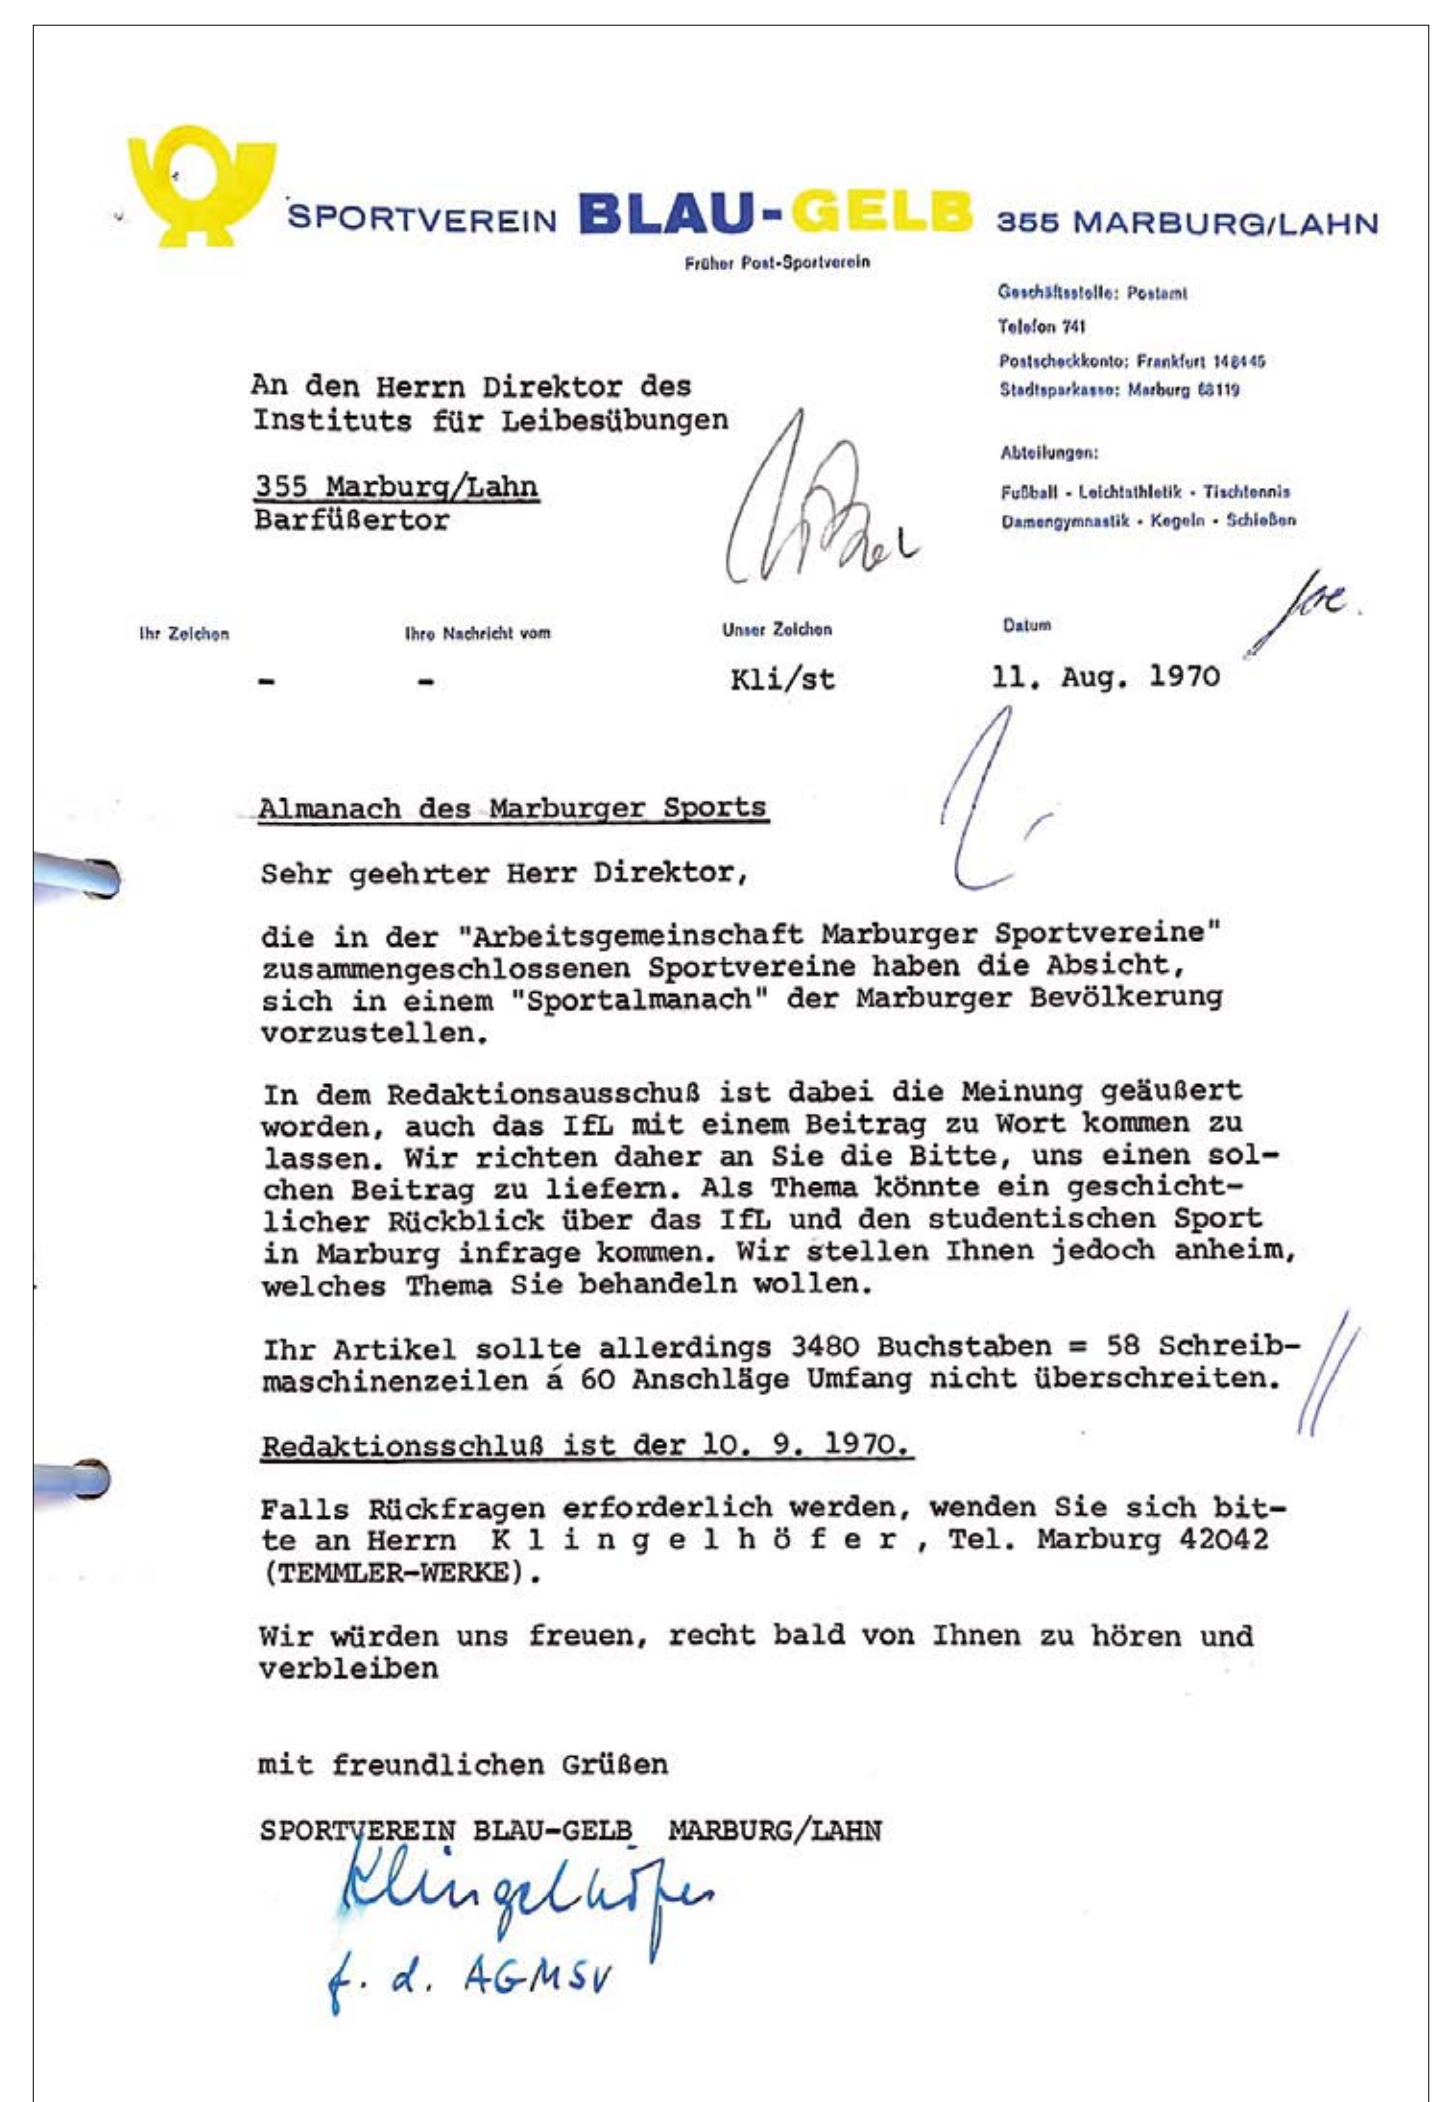 SPORTVEREIN BLAU-GELB 355 MARBURG/LAHN
Früher Post-Sportverein
Geschäftsstelle: Postamt
Telefon 741
Postscheckkonto: Frankfurt 148445
Stadtsparkasse: Marburg 68119
An den Herrn Direktor des
Instituts für Leibesübungen
355 Marburg/Lahn
Barfüßertor
Abteilungen:
Fußball - Leichtathletik - Tischtennis
Damengymnastik - Kegeln - Schießen
Ihr Zeichen Ihre Nachricht vom Unser Zeichen Datum
- - Kli/st 11. Aug. 1970
Almanach des Marburger Sports
Sehr geehrter Herr Direktor,
die in der "Arbeitsgemeinschaft Marburger Sportvereine"
zusammengeschlossenen Sportvereine haben die Absicht,
sich in einem "Sportalmanach" der Marburger Bevölkerung
vorzustellen.
In dem Redaktionsausschuß ist dabei die Meinung geäußert
worden, auch das IfL mit einem Beitrag zu Wort kommen zu
lassen. Wir richten daher an Sie die Bitte, uns einen sol-
chen Beitrag zu liefern. Als Thema könnte ein geschicht-
licher Rückblick über das IfL und den studentischen Sport
in Marburg infrage kommen. Wir stellen Ihnen jedoch anheim,
welches Thema Sie behandeln wollen.
Ihr Artikel sollte allerdings 3480 Buchstaben = 58 Schreib-
maschinenzeilen á 60 Anschläge Umfang nicht überschreiten.
Redaktionsschluß ist der 10. 9. 1970.
Falls Rückfragen erforderlich werden, wenden Sie sich bit-
te an Herrn K l i n g e l h ö f e r , Tel. Marburg 42042
(TEMMLER-WERKE).
Wir würden uns freuen, recht bald von Ihnen zu hören und
verbleiben
mit freundlichen Grüßen
SPORTVEREIN BLAU-GELB MARBURG/LAHN
Klingelhöfer
f. d. AGMSV